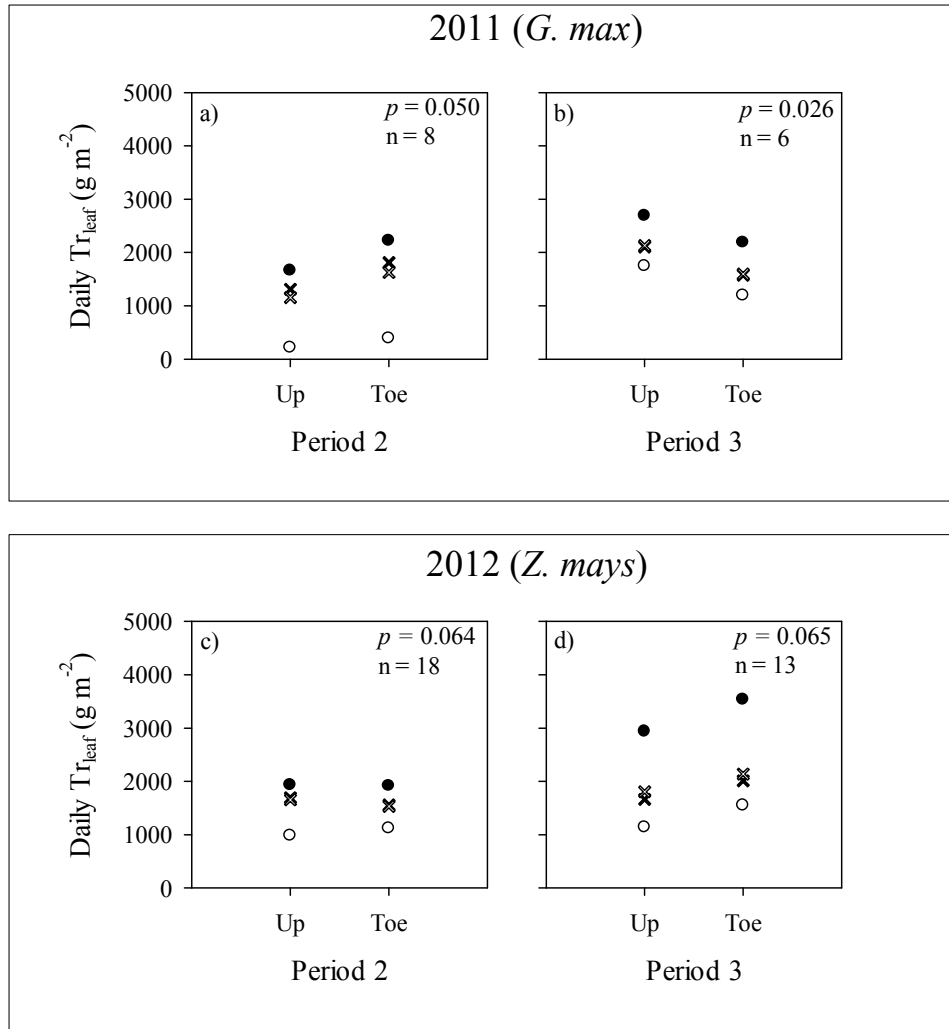 2011 (G. max)
Daily Tr_leaf (g m^-2)
5000
4000
3000
2000
1000
0
a)
p = 0.050
n = 8
Up Toe
Period 2
b)
p = 0.026
n = 6
Up Toe
Period 3
2012 (Z. mays)
Daily Tr_leaf (g m^-2)
5000
4000
3000
2000
1000
0
c)
p = 0.064
n = 18
Up Toe
Period 2
d)
p = 0.065
n = 13
Up Toe
Period 3